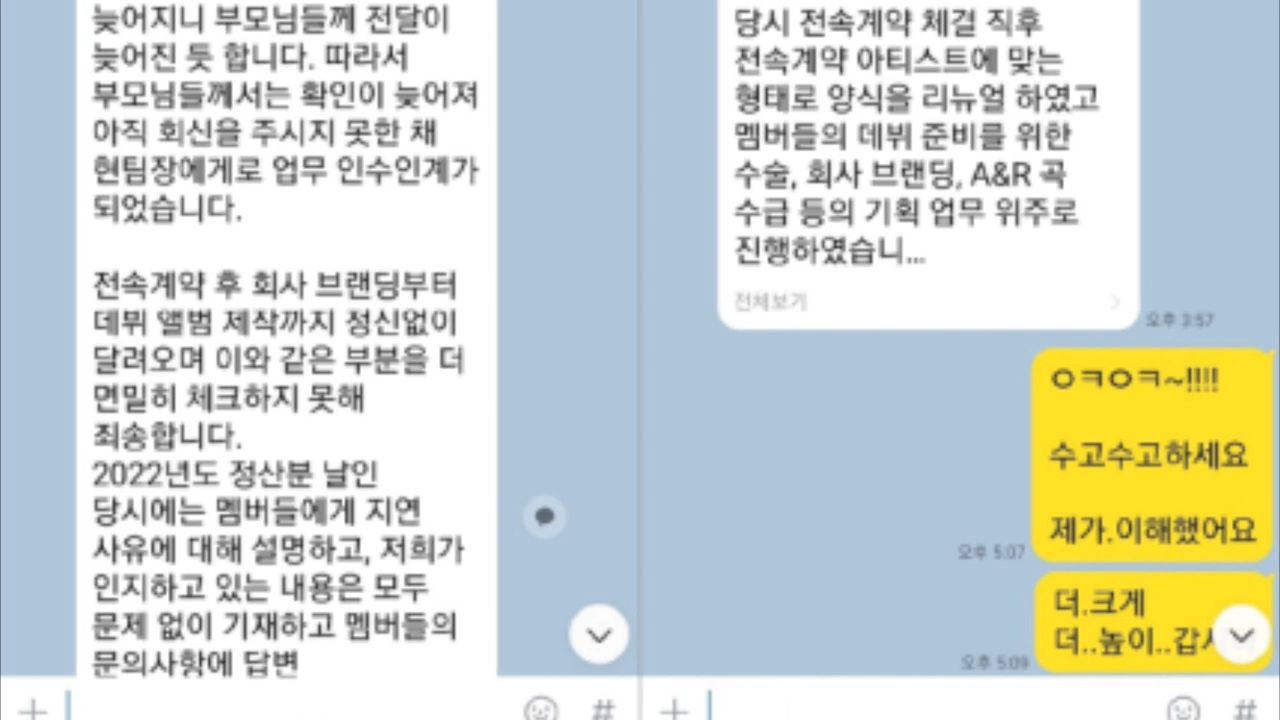 늦어지니 부모님들께 전달이
늦어진 듯 합니다. 따라서
부모님들께서는 확인이 늦어져
아직 회신을 주시지 못한 채
현팀장에게로 업무 인수인계가
되었습니다.
전속계약 후 회사 브랜딩부터
데뷔 앨범 제작까지 정신없이
달려오며 이와 같은 부분을 더
면밀히 체크하지 못해
죄송합니다.
2022년도 정산분 날인
당시에는 멤버들에게 지연
사유에 대해 설명하고, 저희가
인지하고 있는 내용은 모두
문제 없이 기재하고 멤버들의
문의사항에 답변
#
당시 전속계약 체결 직후
전속계약 아티스트에 맞는
형태로 양식을 리뉴얼 하였고
멤버들의 데뷔 준비를 위한
수술, 회사 브랜딩, A&R 곡
수급 등의 기획 업무 위주로
진행하였습니...
전체보기
오후 3:57
ㅇㅋㅇㅋ~!!!!
수고수고하세요
제가.이해했어요
오후 5:07
더.크게
더..높이..갑
오후 5:09
#